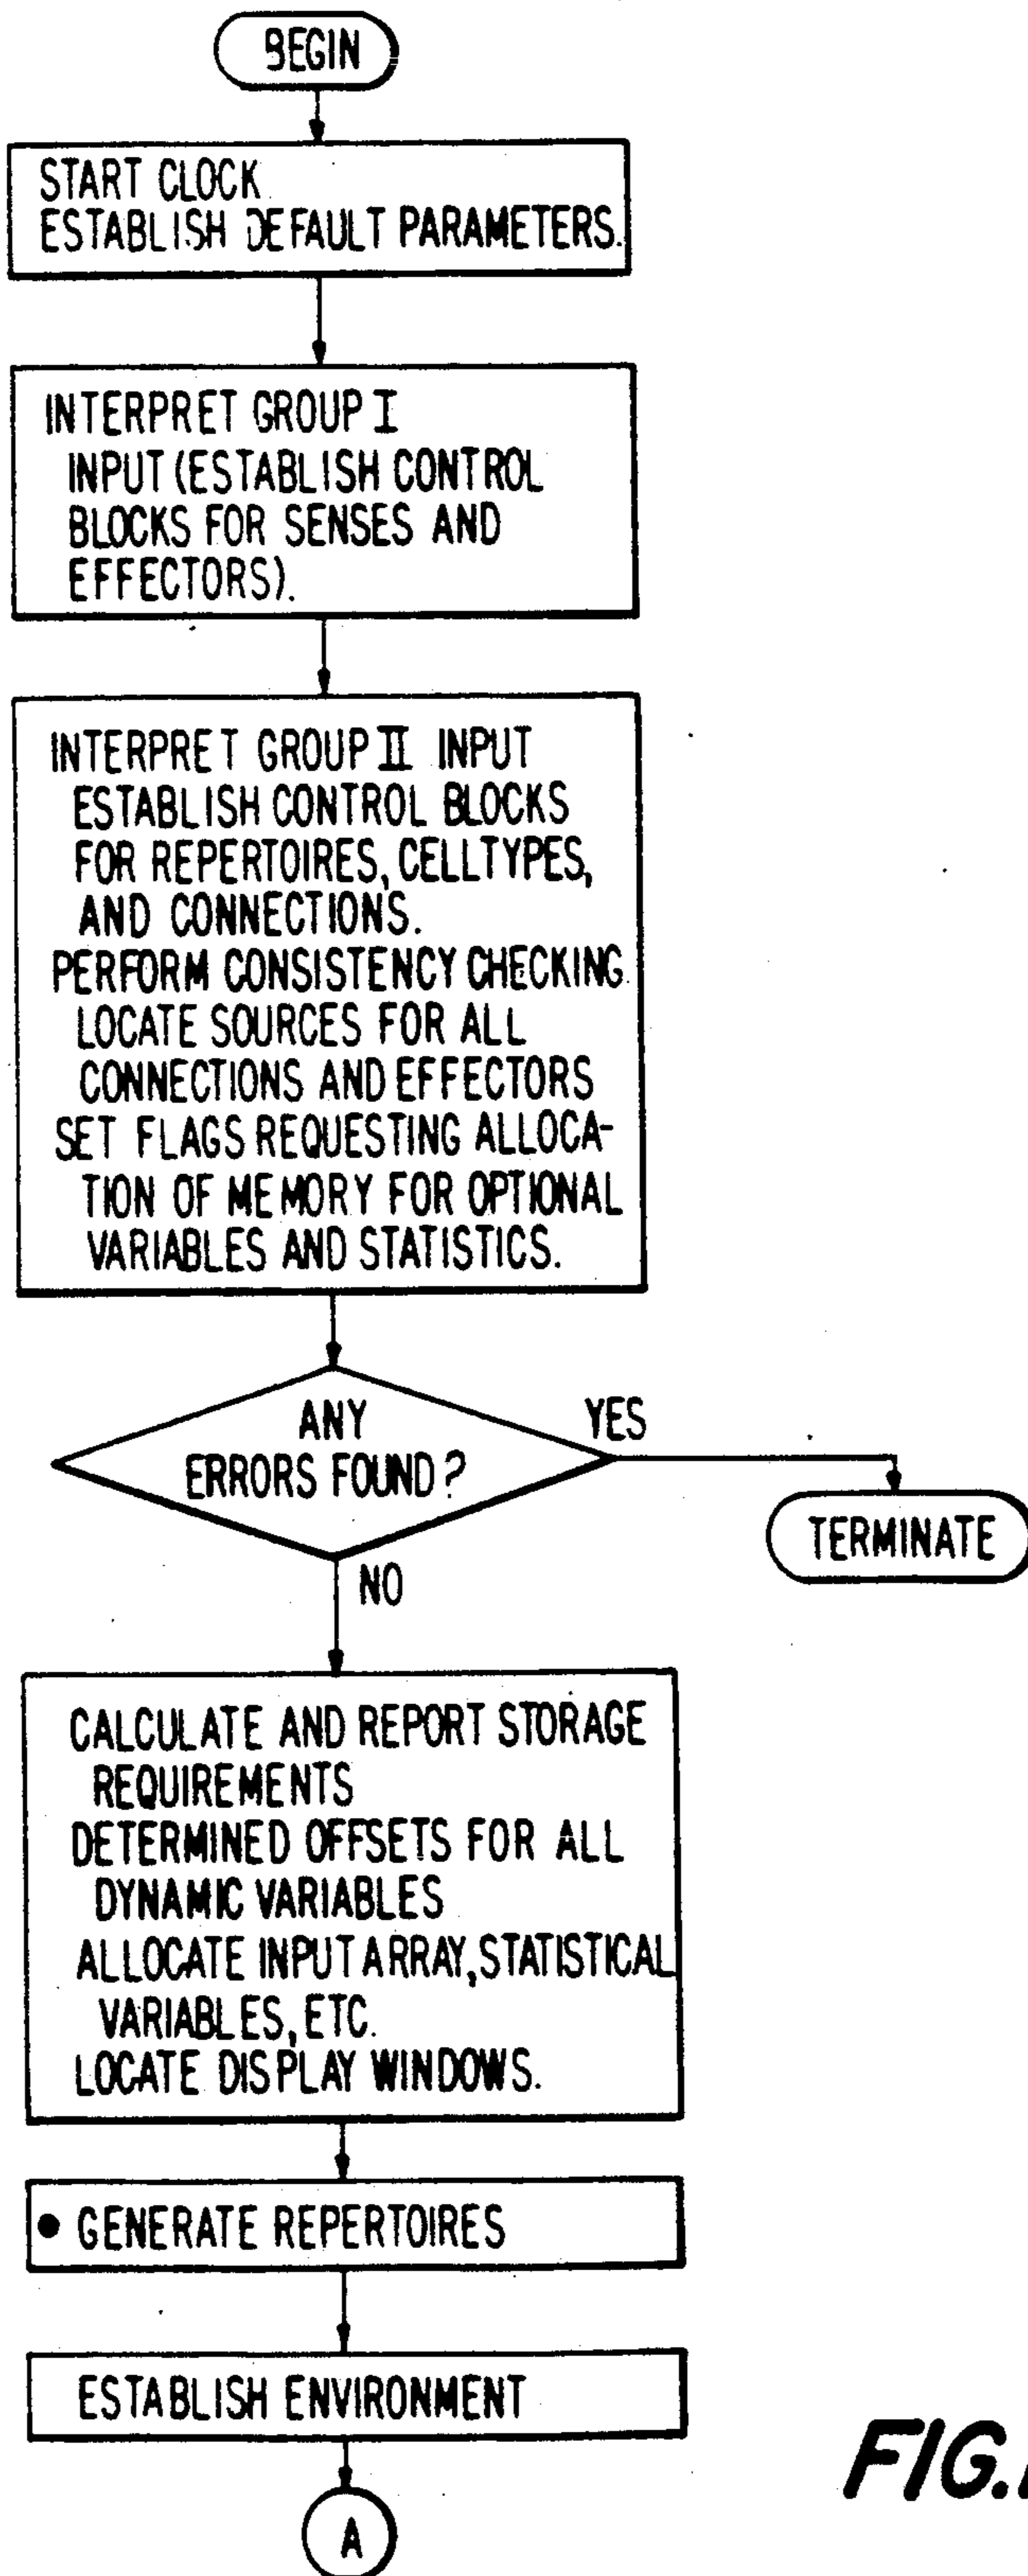 BEGIN
START CLOCK
ESTABLISH DEFAULT PARAMETERS.
INTERPRET GROUP I
INPUT (ESTABLISH CONTROL
BLOCKS FOR SENSES AND
EFFECTORS).
INTERPRET GROUP II INPUT
ESTABLISH CONTROL BLOCKS
FOR REPERTOIRES, CELLTYPES,
AND CONNECTIONS.
PERFORM CONSISTENCY CHECKING
LOCATE SOURCES FOR ALL
CONNECTIONS AND EFFECTORS
SET FLAGS REQUESTING ALLOCA-
TION OF MEMORY FOR OPTIONAL
VARIABLES AND STATISTICS.
ANY
ERRORS FOUND?
YES
TERMINATE
NO
CALCULATE AND REPORT STORAGE
REQUIREMENTS
DETERMINED OFFSETS FOR ALL
DYNAMIC VARIABLES
ALLOCATE INPUT ARRAY, STATISTICAL
VARIABLES, ETC.
LOCATE DISPLAY WINDOWS.
• GENERATE REPERTOIRES
ESTABLISH ENVIRONMENT
A
FIG.